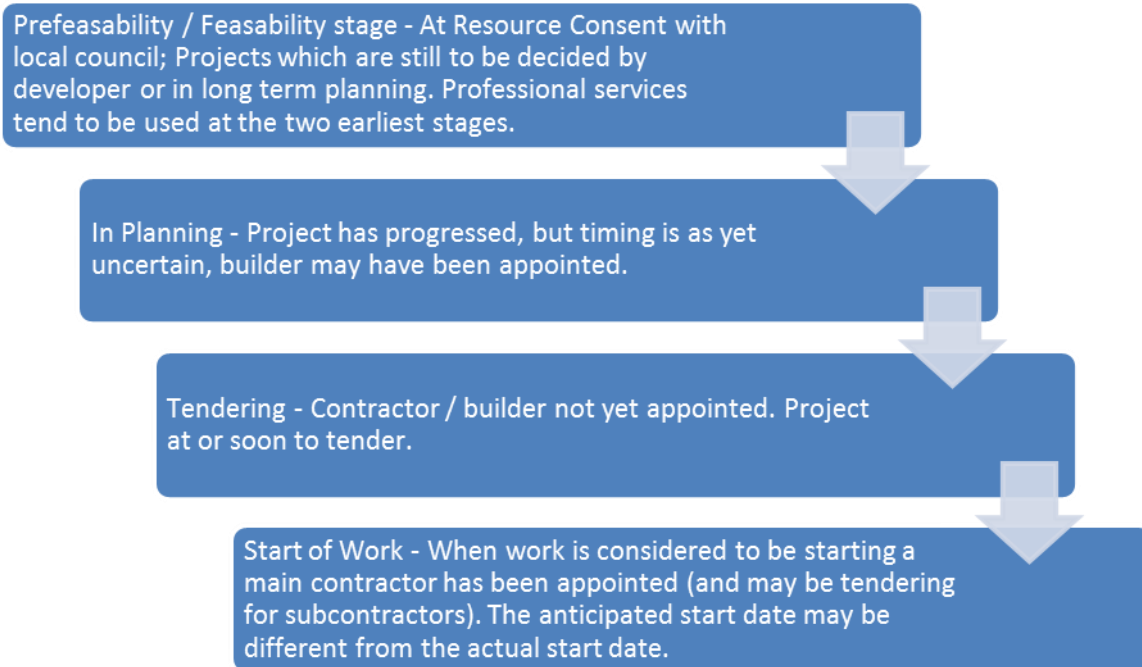 Prefeasability / Feasability stage - At Resource Consent with
local council; Projects which are still to be decided by
developer or in long term planning. Professional services
tend to be used at the two earliest stages.
In Planning - Project has progressed, but timing is as yet
uncertain, builder may have been appointed.
Tendering - Contractor / builder not yet appointed. Project
at or soon to tender.
Start of Work - When work is considered to be starting a
main contractor has been appointed (and may be tendering
for subcontractors). The anticipated start date may be
different from the actual start date.